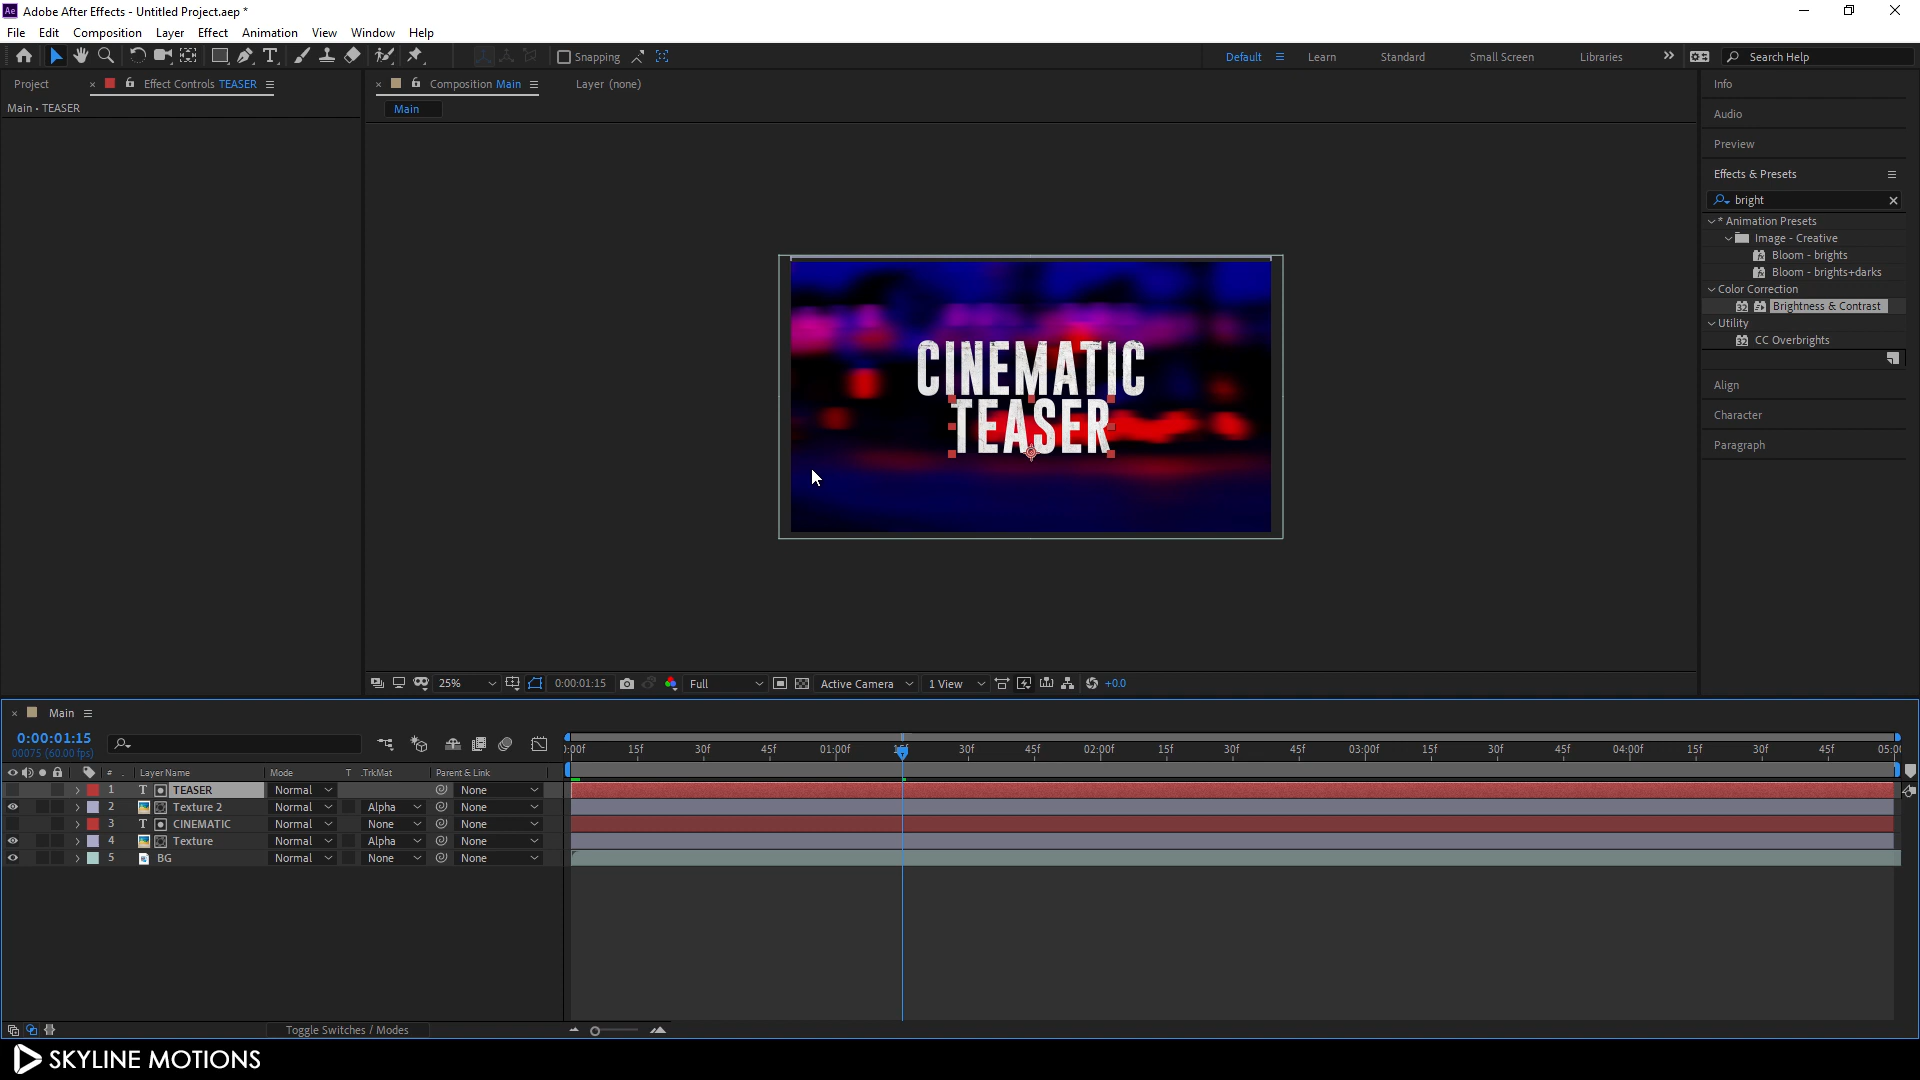 Adobe After Effects - Untitled Project.aep *
File Edit Composition Layer Effect Animation View Window Help
Snapping Default Learn Standard Small Screen Libraries Search Help
Project Effect Controls TEASER Composition Main Layer (none)
Main • TEASER
Main
Info
Audio
Preview
Effects & Presets
bright
* Animation Presets
Image - Creative
Bloom - brights
Bloom - brights+darks
Color Correction
Brightness & Contrast
Utility
CC Overbrights
Align
Character
Paragraph
CINEMATIC
TEASER
25% 0:00:01:15 Full Active Camera 1 View +0.0
Main
0:00:01:15
00075 (60.00 fps)
):00f 15f 30f 45f 01:00f 15f 30f 45f 02:00f 15f 30f 45f 03:00f 15f 30f 45f 04:00f 15f 30f 45f 05:0(
# Layer Name Mode T .TrkMat Parent & Link
1 T TEASER Normal None
2 Texture 2 Normal Alpha None
3 T CINEMATIC Normal None None
4 Texture Normal Alpha None
5 BG Normal None None
Toggle Switches / Modes
SKYLINE MOTIONS